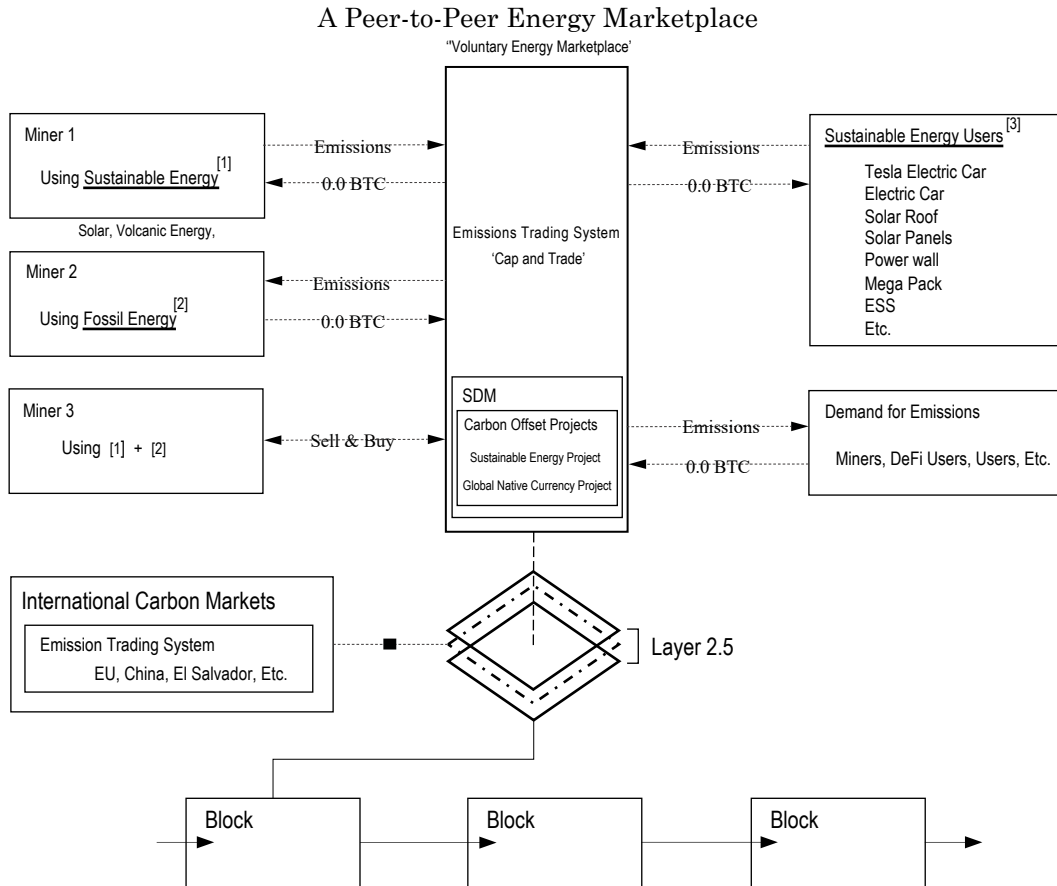 A Peer-to-Peer Energy Marketplace
‘'Voluntary Energy Marketplace’
Miner 1
Using Sustainable Energy[1]
Solar, Volcanic Energy,
Emissions
0.0 BTC
Miner 2
Using Fossil Energy[2]
Emissions
0.0 BTC
Miner 3
Using [1] + [2]
Sell & Buy
Emissions Trading System
‘Cap and Trade’
SDM
Carbon Offset Projects
Sustainable Energy Project
Global Native Currency Project
Emissions
0.0 BTC
Sustainable Energy Users[3]
Tesla Electric Car
Electric Car
Solar Roof
Solar Panels
Power wall
Mega Pack
ESS
Etc.
Emissions
0.0 BTC
Demand for Emissions
Miners, DeFi Users, Users, Etc.
International Carbon Markets
Emission Trading System
EU, China, El Salvador, Etc.
Layer 2.5
Block
Block
Block